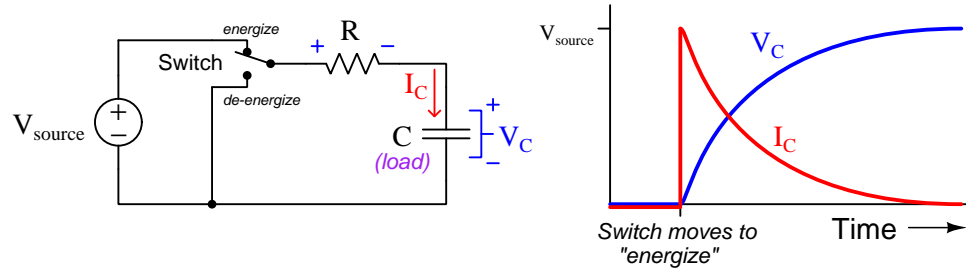 energize
Switch
de-energize
+ R −
I_C
+
−
V_source
C
(load)
+
V_C
−
V_source
V_C
I_C
Switch moves to
"energize"
Time